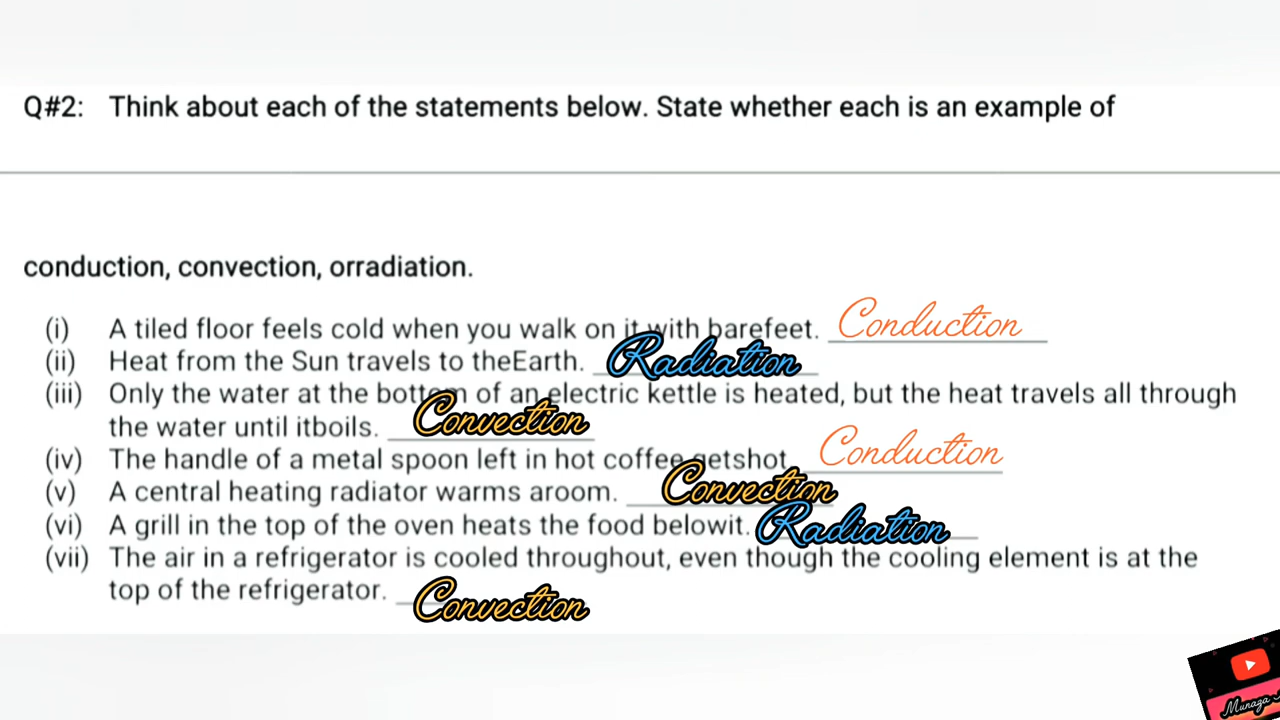 Q#2: Think about each of the statements below. State whether each is an example of
conduction, convection, orradiation.
(i) A tiled floor feels cold when you walk on it with barefeet. Conduction
(ii) Heat from the Sun travels to theEarth. Radiation
(iii) Only the water at the bottom of an electric kettle is heated, but the heat travels all through
the water until itboils. Convection
(iv) The handle of a metal spoon left in hot coffee getshot. Conduction
(v) A central heating radiator warms aroom. Convection
(vi) A grill in the top of the oven heats the food belowit. Radiation
(vii) The air in a refrigerator is cooled throughout, even though the cooling element is at the
top of the refrigerator. Convection
Munaza